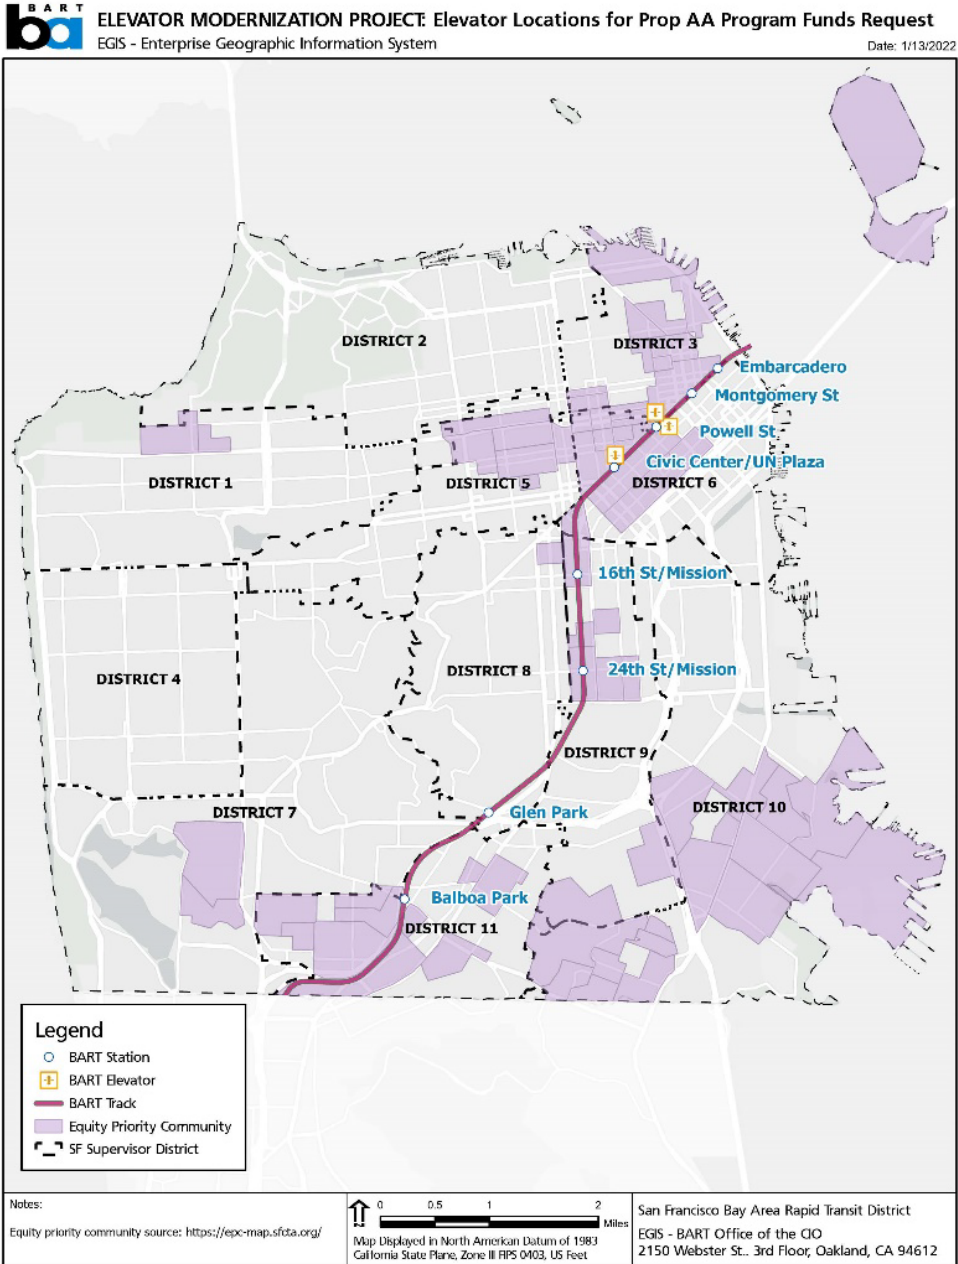 BART
ba
ELEVATOR MODERNIZATION PROJECT: Elevator Locations for Prop AA Program Funds Request
EGIS - Enterprise Geographic Information System
Date: 1/13/2022
DISTRICT 2
DISTRICT 3
Embarcadero
Montgomery St
Powell St
Civic Center/UN Plaza
DISTRICT 1
DISTRICT 5
DISTRICT 6
16th St/Mission
DISTRICT 4
DISTRICT 8
24th St/Mission
DISTRICT 9
DISTRICT 7
Glen Park
DISTRICT 10
Balboa Park
DISTRICT 11
Legend
BART Station
BART Elevator
BART Track
Equity Priority Community
SF Supervisor District
Notes:
Equity priority community source: https://epc-map.sfcta.org/
0 0.5 1 2
Miles
Map Displayed in North American Datum of 1983
California State Plane, Zone III FIPS 0403, US Feet
San Francisco Bay Area Rapid Transit District
EGIS - BART Office of the CIO
2150 Webster St.. 3rd Floor, Oakland, CA 94612